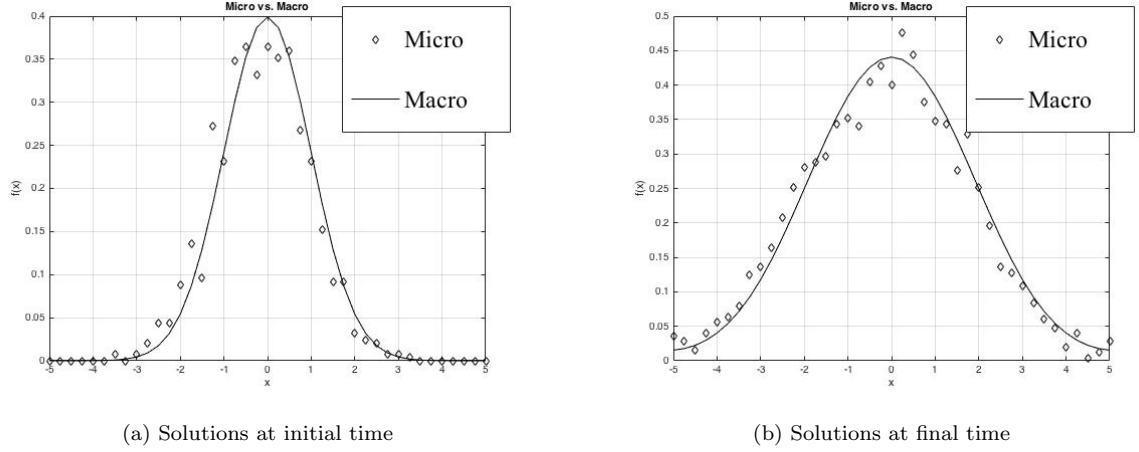 Micro vs. Macro
Micro
Macro
0.4
0.35
0.3
0.25
0.2
0.15
0.1
0.05
0
f(x)
-5 -4 -3 -2 -1 0 1 2 3 4 5
x
(a) Solutions at initial time
Micro vs. Macro
Micro
Macro
0.5
0.45
0.4
0.35
0.3
0.25
0.2
0.15
0.1
0.05
0
f(x)
-5 -4 -3 -2 -1 0 1 2 3 4 5
x
(b) Solutions at final time